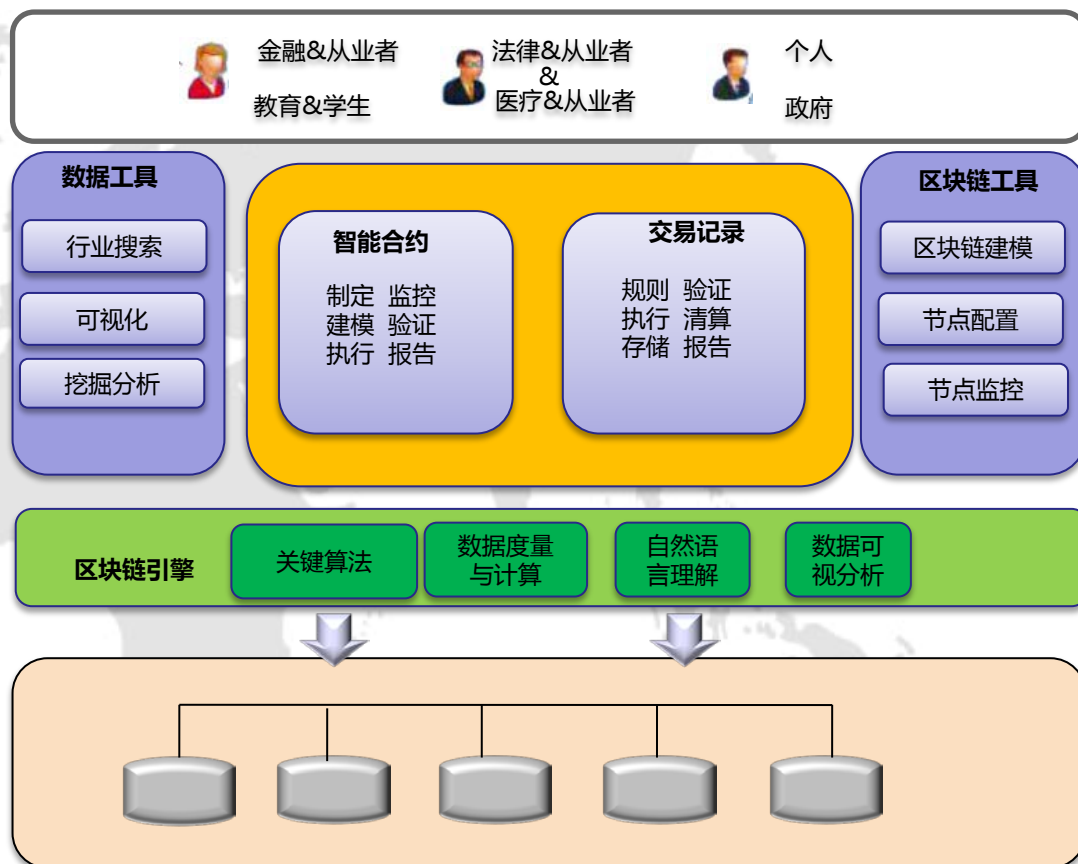 金融&从业者
教育&学生
法律&从业者
&
医疗&从业者
个人
政府
数据工具
行业搜索
可视化
挖掘分析
智能合约
制定 监控
建模 验证
执行 报告
交易记录
规则 验证
执行 清算
存储 报告
区块链工具
区块链建模
节点配置
节点监控
区块链引擎
关键算法
数据度量
与计算
自然语
言理解
数据可
视分析